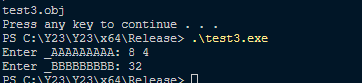 test3.obj
Press any key to continue . . .
PS C:\Y23\Y23\x64\Release> .\test3.exe
Enter _AAAAAAAAA: 8 4
Enter _BBBBBBBBB: 32
PS C:\Y23\Y23\x64\Release>